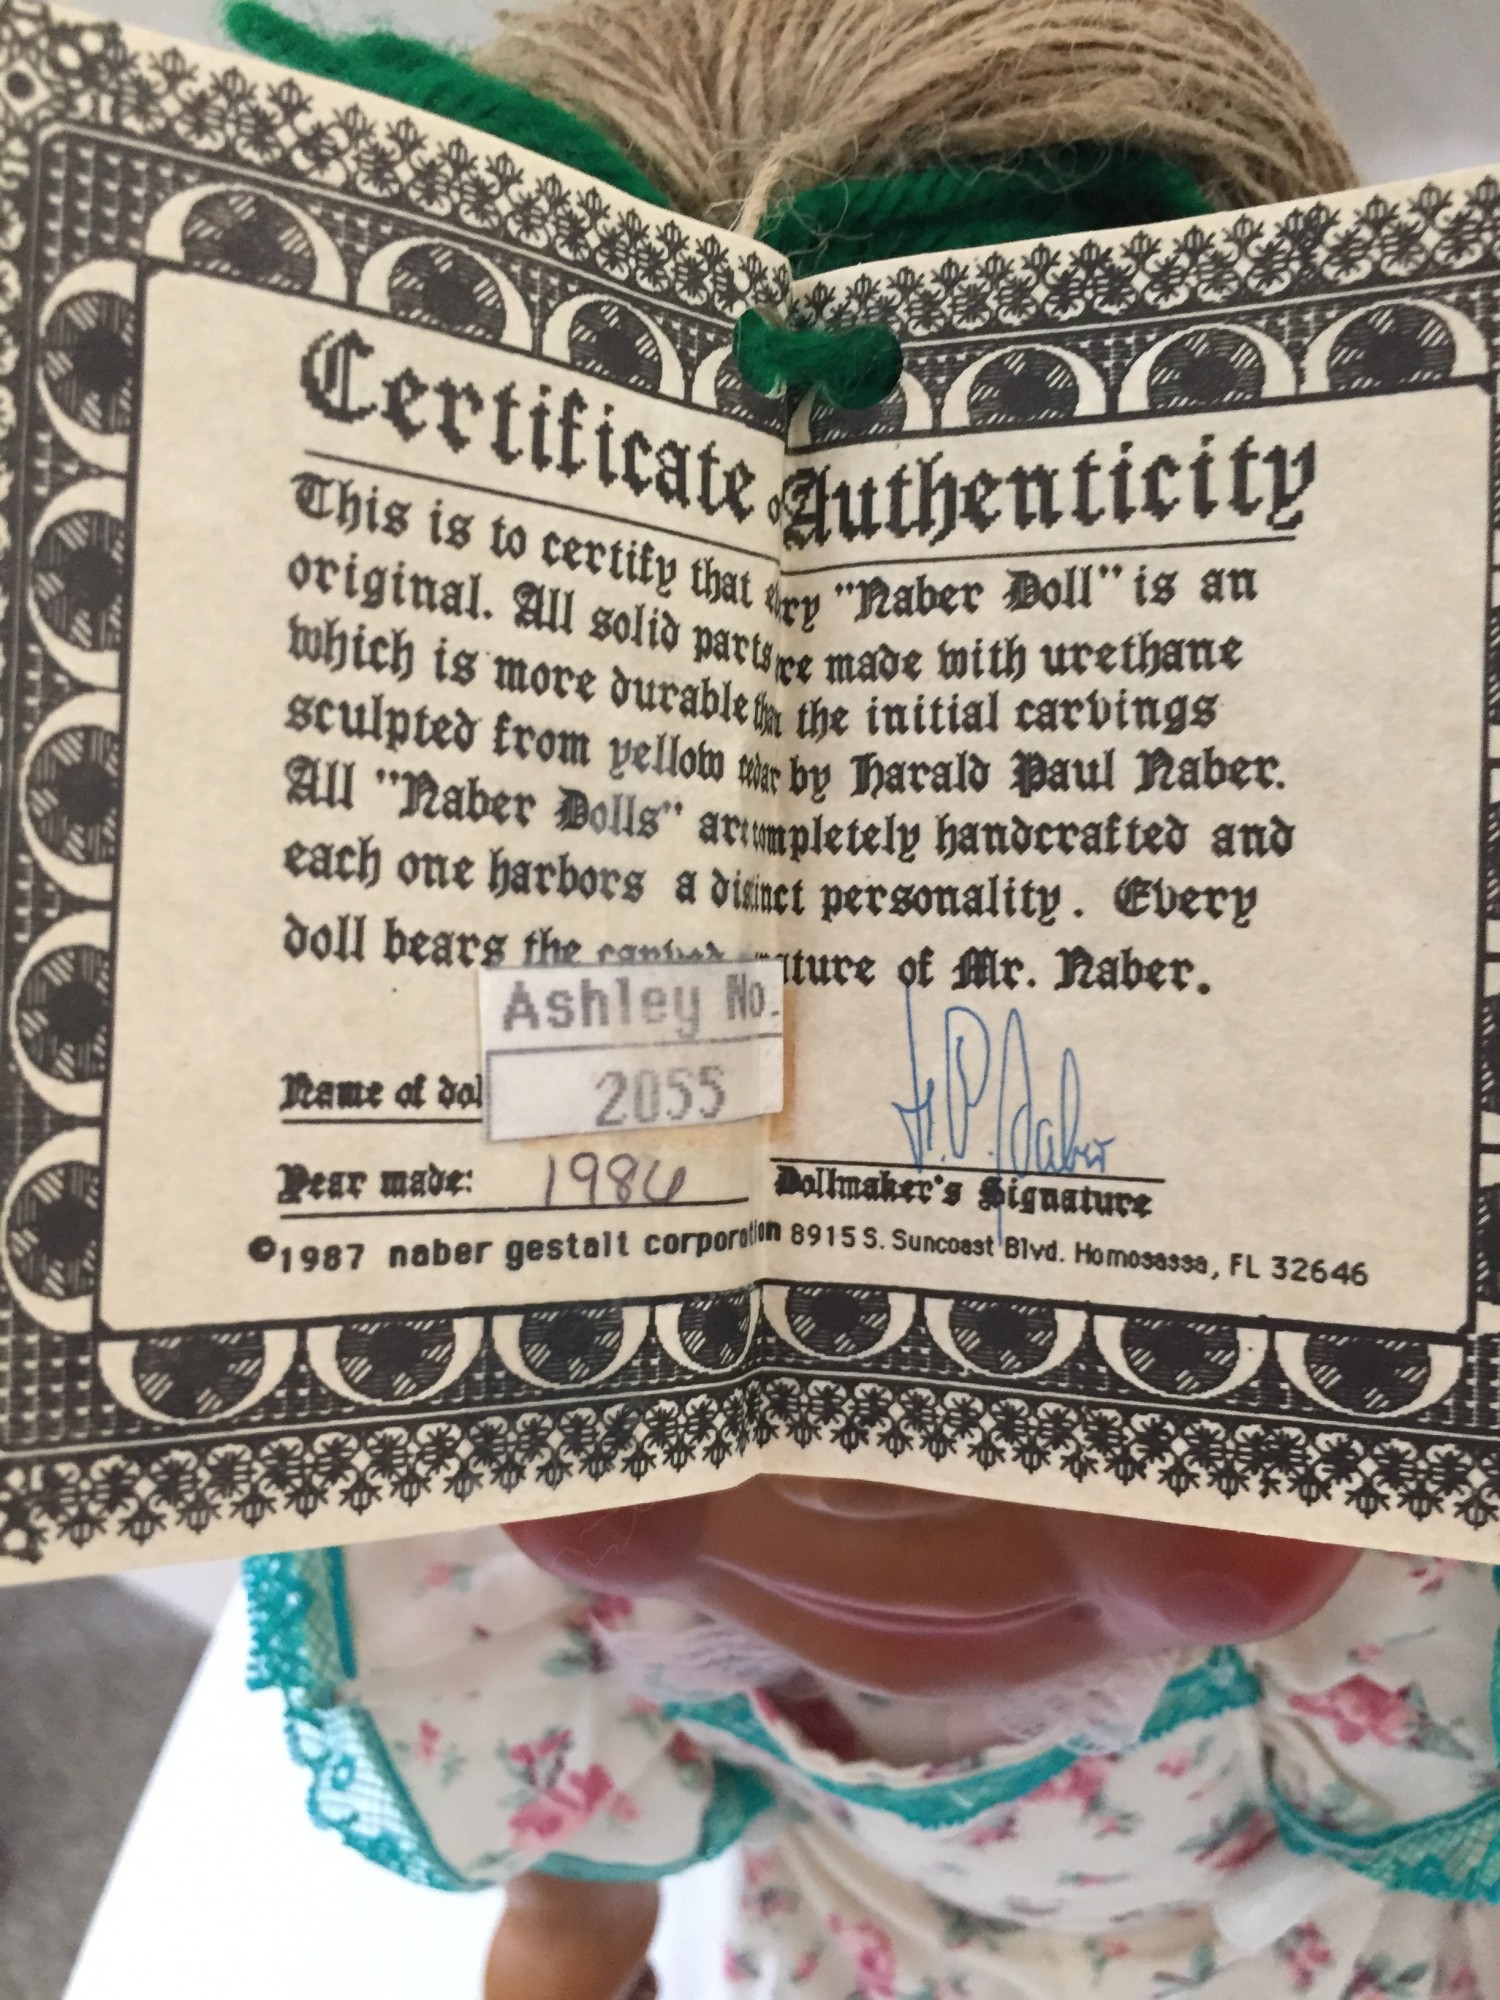 Certificate of Authenticity
This is to certify that every "Naber Doll" is an
original. All solid parts are made with urethane
which is more durable than the initial carvings
sculpted from yellow cedar by Harald Paul Naber.
All "Naber Dolls" are completely handcrafted and
each one harbors a distinct personality. Every
doll bears the carved signature of Mr. Naber.
Ashley No.
Name of doll
2055
H. P. Naber
Year made: 1986
Dollmaker's Signature
©1987 naber gestalt corporation 8915 S. Suncoast Blvd. Homosassa, FL 32646